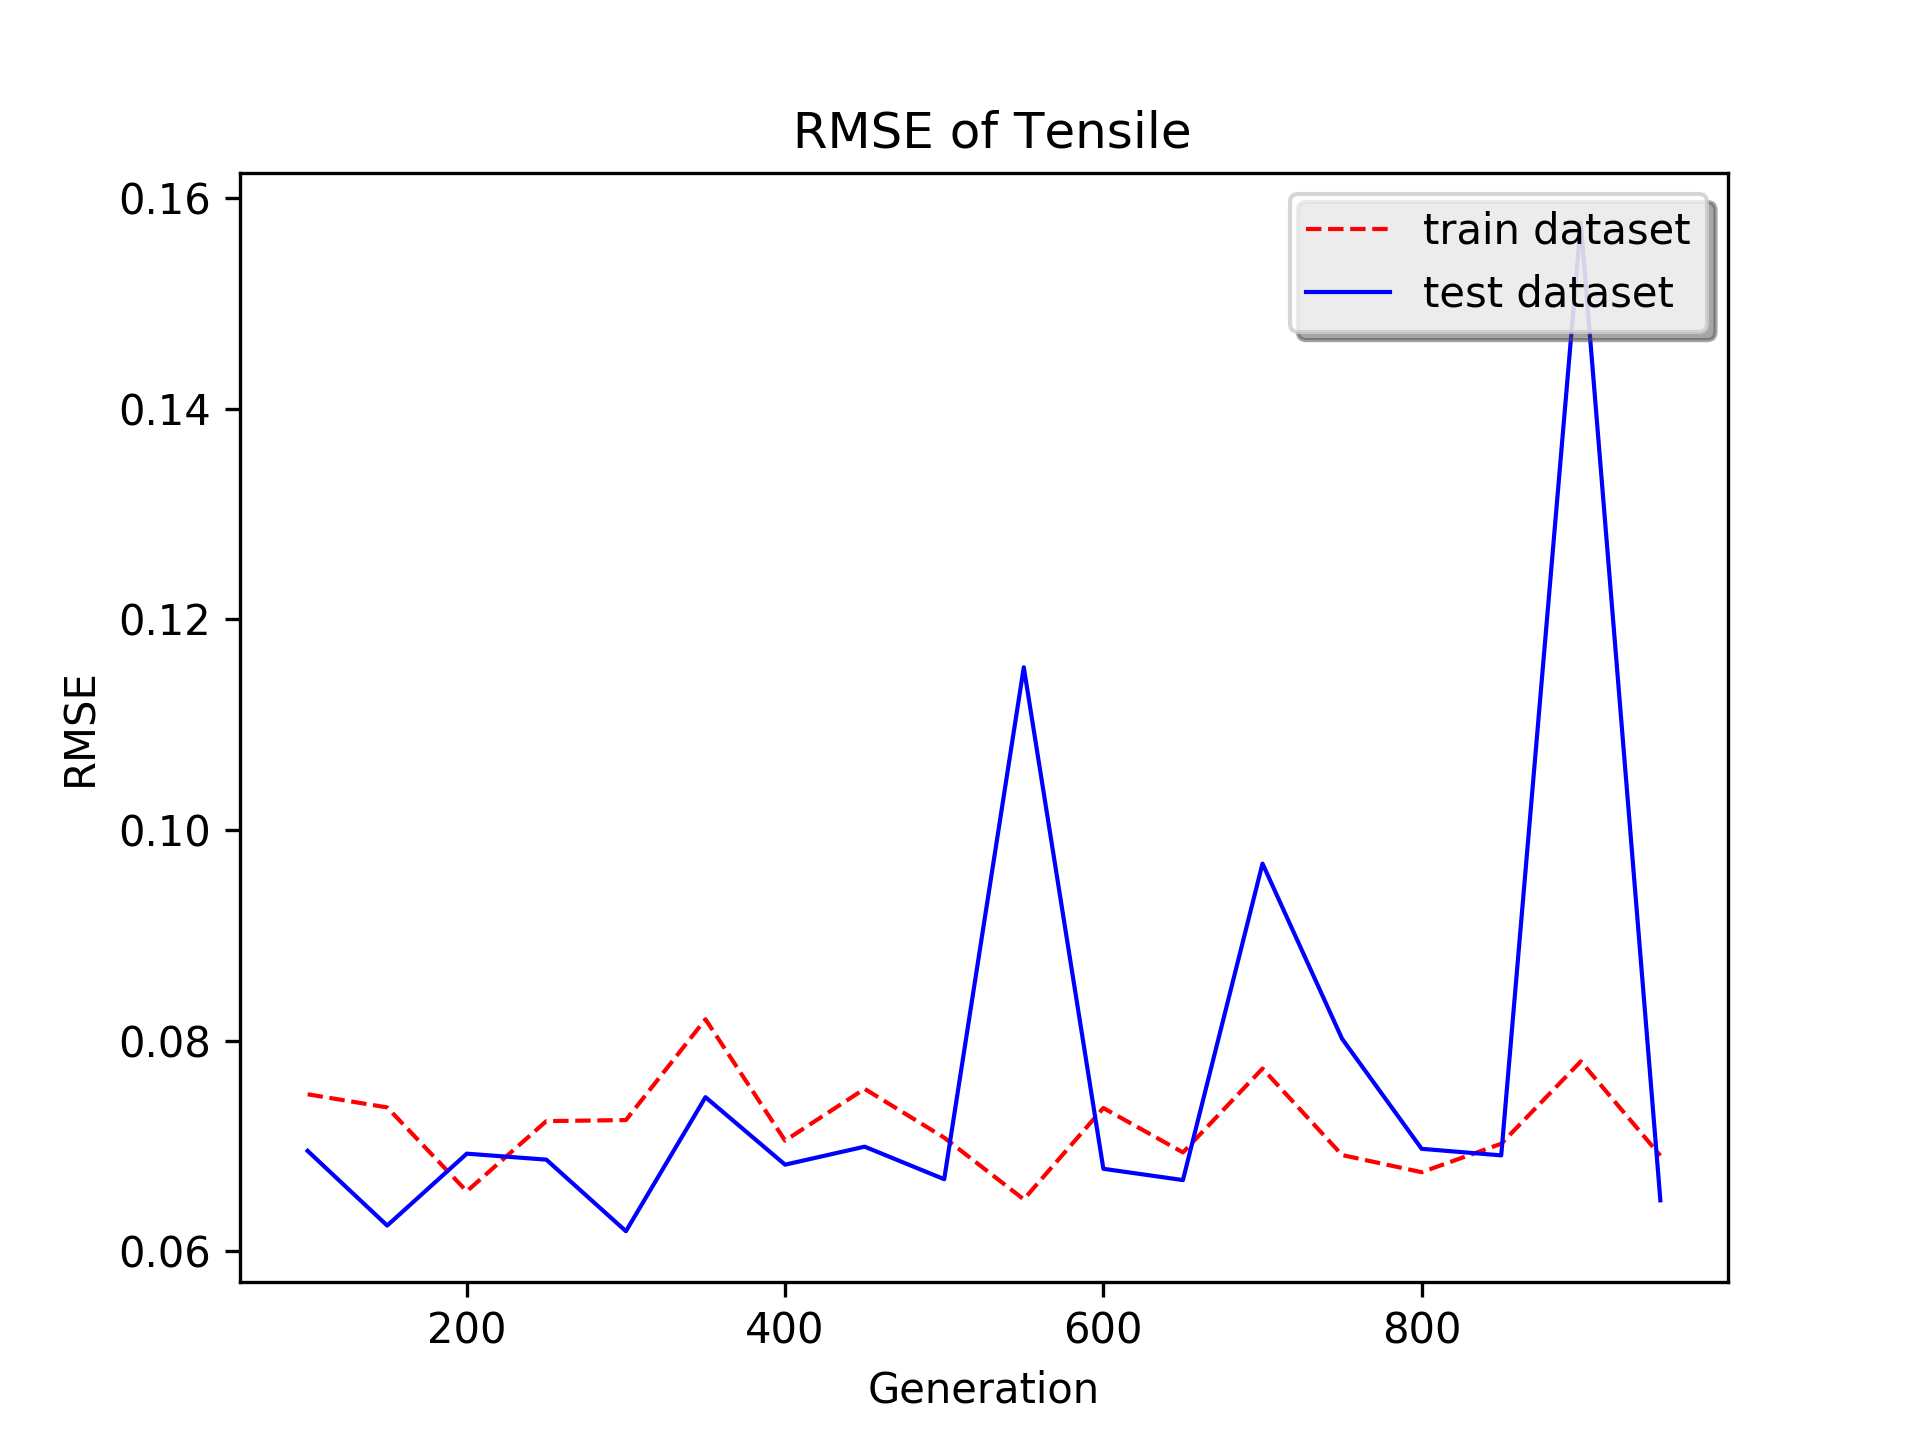 RMSE of Tensile
train dataset
test dataset
RMSE
0.16
0.14
0.12
0.10
0.08
0.06
200 400 600 800
Generation